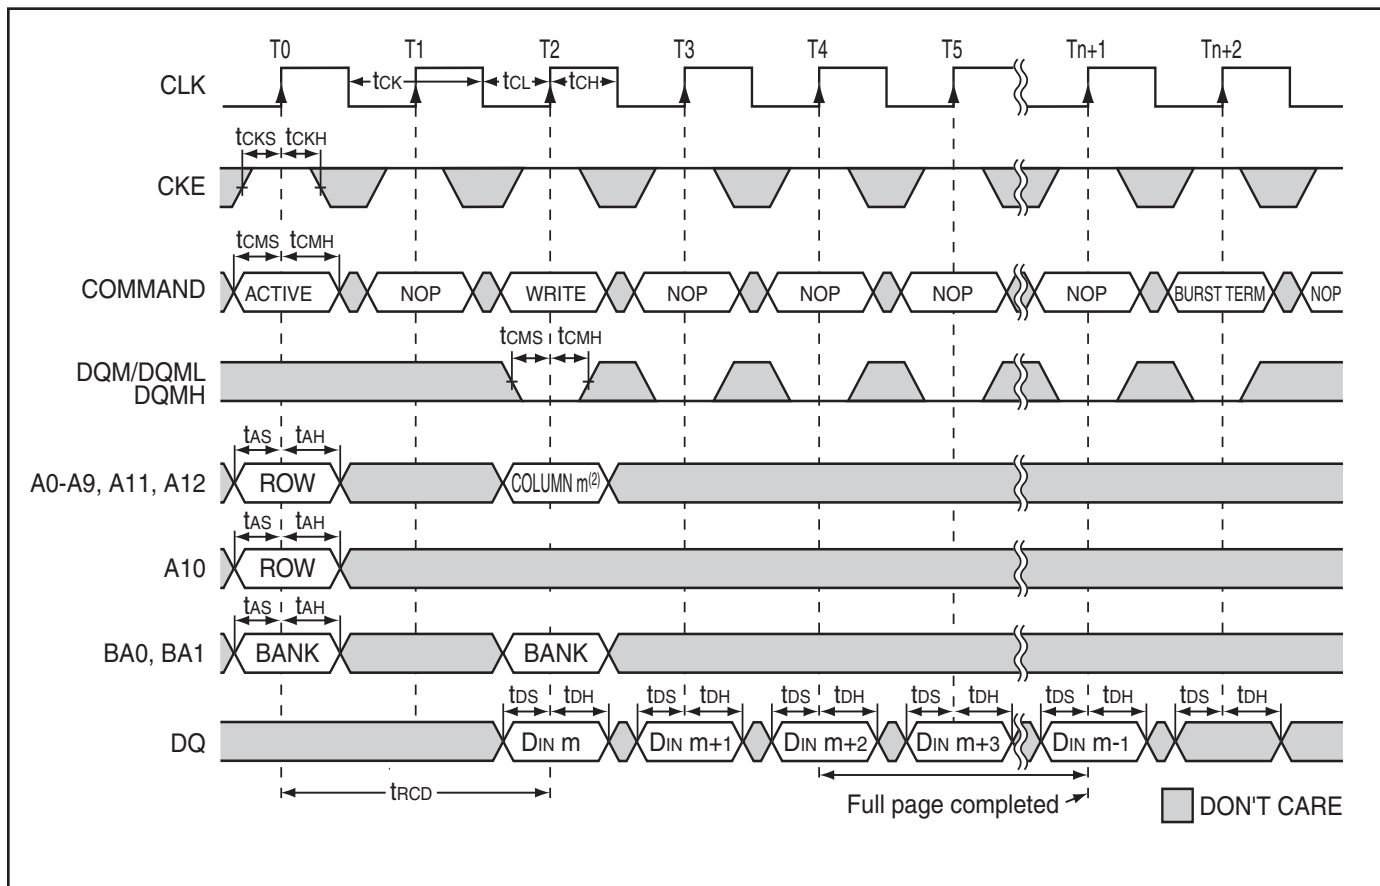 T0 T1 T2 T3 T4 T5 Tn+1 Tn+2
CLK tCK tCL tCH
tCKS tCKH
CKE
tCMS tCMH
COMMAND ACTIVE NOP WRITE NOP NOP NOP NOP BURST TERM NOP
tCMS tCMH
DQM/DQML
DQMH
tAS tAH
A0-A9, A11, A12 ROW COLUMN m(2)
tAS tAH
A10 ROW
tAS tAH
BA0, BA1 BANK BANK
tDS tDH tDS tDH tDS tDH tDS tDH tDS tDH tDS tDH
DQ DIN m DIN m+1 DIN m+2 DIN m+3 DIN m-1
tRCD
Full page completed
DON'T CARE